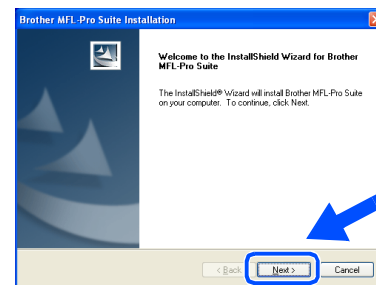 Brother MFL-Pro Suite Installation
Welcome to the InstallShield Wizard for Brother
MFL-Pro Suite
The InstallShield® Wizard will install Brother MFL-Pro Suite
on your computer. To continue, click Next.
< Back
Next >
Cancel